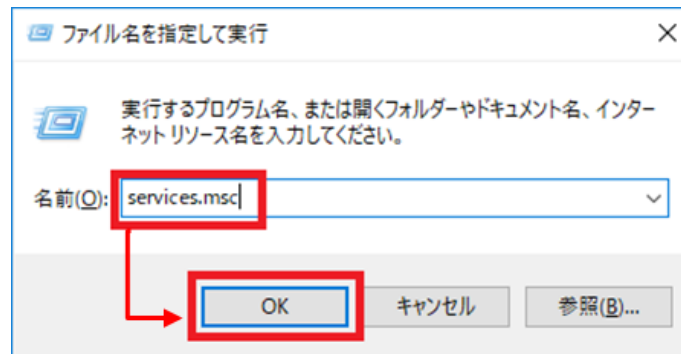 ファイル名を指定して実行
実行するプログラム名、または開くフォルダーやドキュメント名、インター
ネット リソース名を入力してください。
名前(O): services.msc
OK キャンセル 参照(B)...